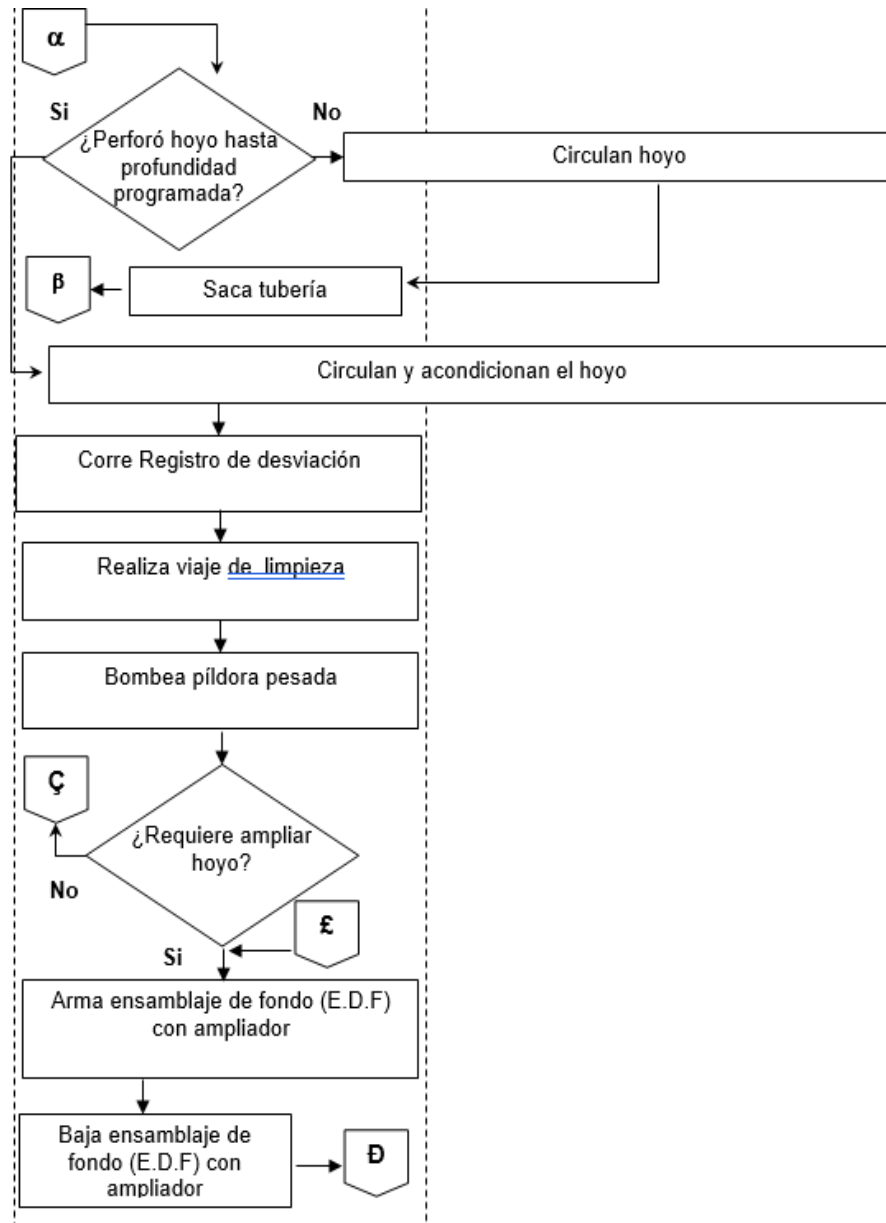 α
Si
No
¿Perforó hoyo hasta
profundidad
programada?
Circulan hoyo
β
Saca tubería
Circulan y acondicionan el hoyo
Corre Registro de desviación
Realiza viaje de limpieza
Bombea píldora pesada
Ç
¿Requiere ampliar
hoyo?
No
£
Si
Arma ensamblaje de fondo (E.D.F)
con ampliador
Baja ensamblaje de
fondo (E.D.F) con
ampliador
Đ